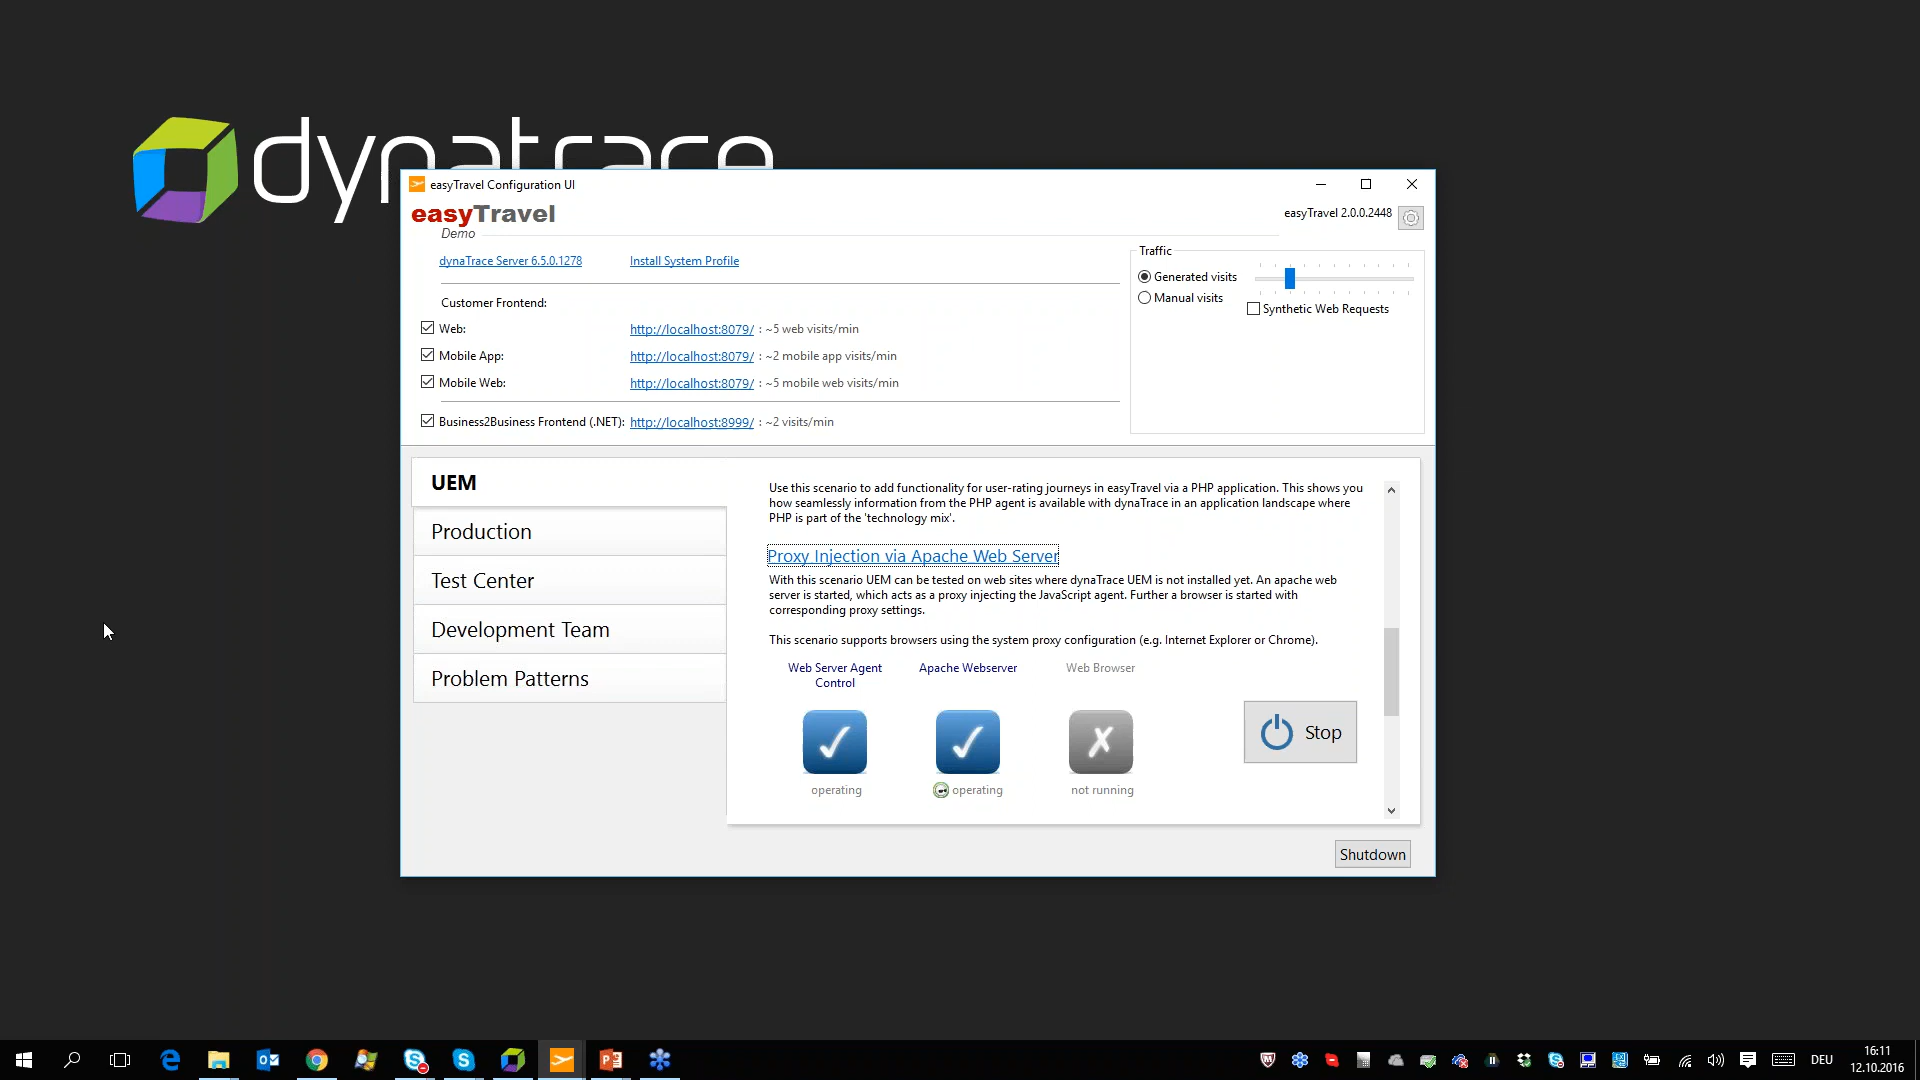 dynatrace
easyTravel Configuration UI
easyTravel
Demo
easyTravel 2.0.0.2448
dynaTrace Server 6.5.0.1278
Install System Profile
Customer Frontend:
Web:
http://localhost:8079/ : ~5 web visits/min
Mobile App:
http://localhost:8079/ : ~2 mobile app visits/min
Mobile Web:
http://localhost:8079/ : ~5 mobile web visits/min
Business2Business Frontend (.NET):
http://localhost:8999/ : ~2 visits/min
Traffic
Generated visits
Manual visits
Synthetic Web Requests
UEM
Production
Test Center
Development Team
Problem Patterns
Use this scenario to add functionality for user-rating journeys in easyTravel via a PHP application. This shows you
how seamlessly information from the PHP agent is available with dynaTrace in an application landscape where
PHP is part of the 'technology mix'.
Proxy Injection via Apache Web Server
With this scenario UEM can be tested on web sites where dynaTrace UEM is not installed yet. An apache web
server is started, which acts as a proxy injecting the JavaScript agent. Further a browser is started with
corresponding proxy settings.
This scenario supports browsers using the system proxy configuration (e.g. Internet Explorer or Chrome).
Web Server Agent
Control
Apache Webserver
Web Browser
operating
operating
not running
Stop
Shutdown
DEU
16:11
12.10.2016